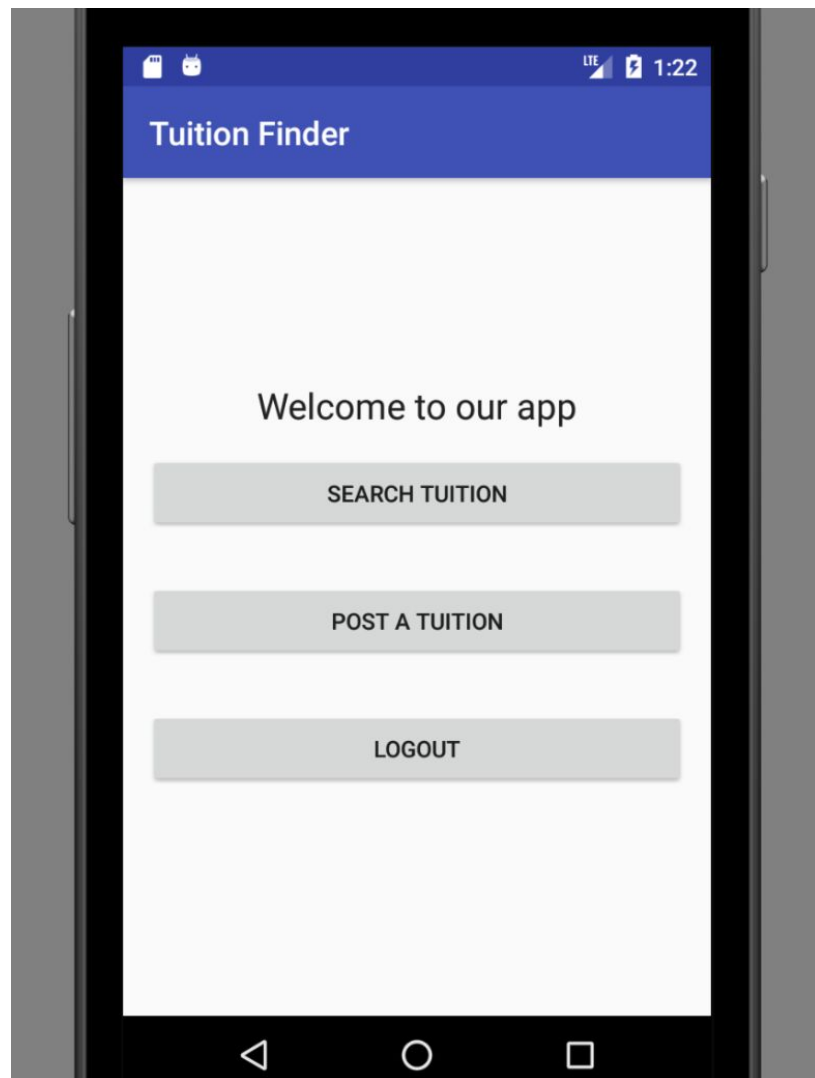 LTE 1:22
Tuition Finder
Welcome to our app
SEARCH TUITION
POST A TUITION
LOGOUT